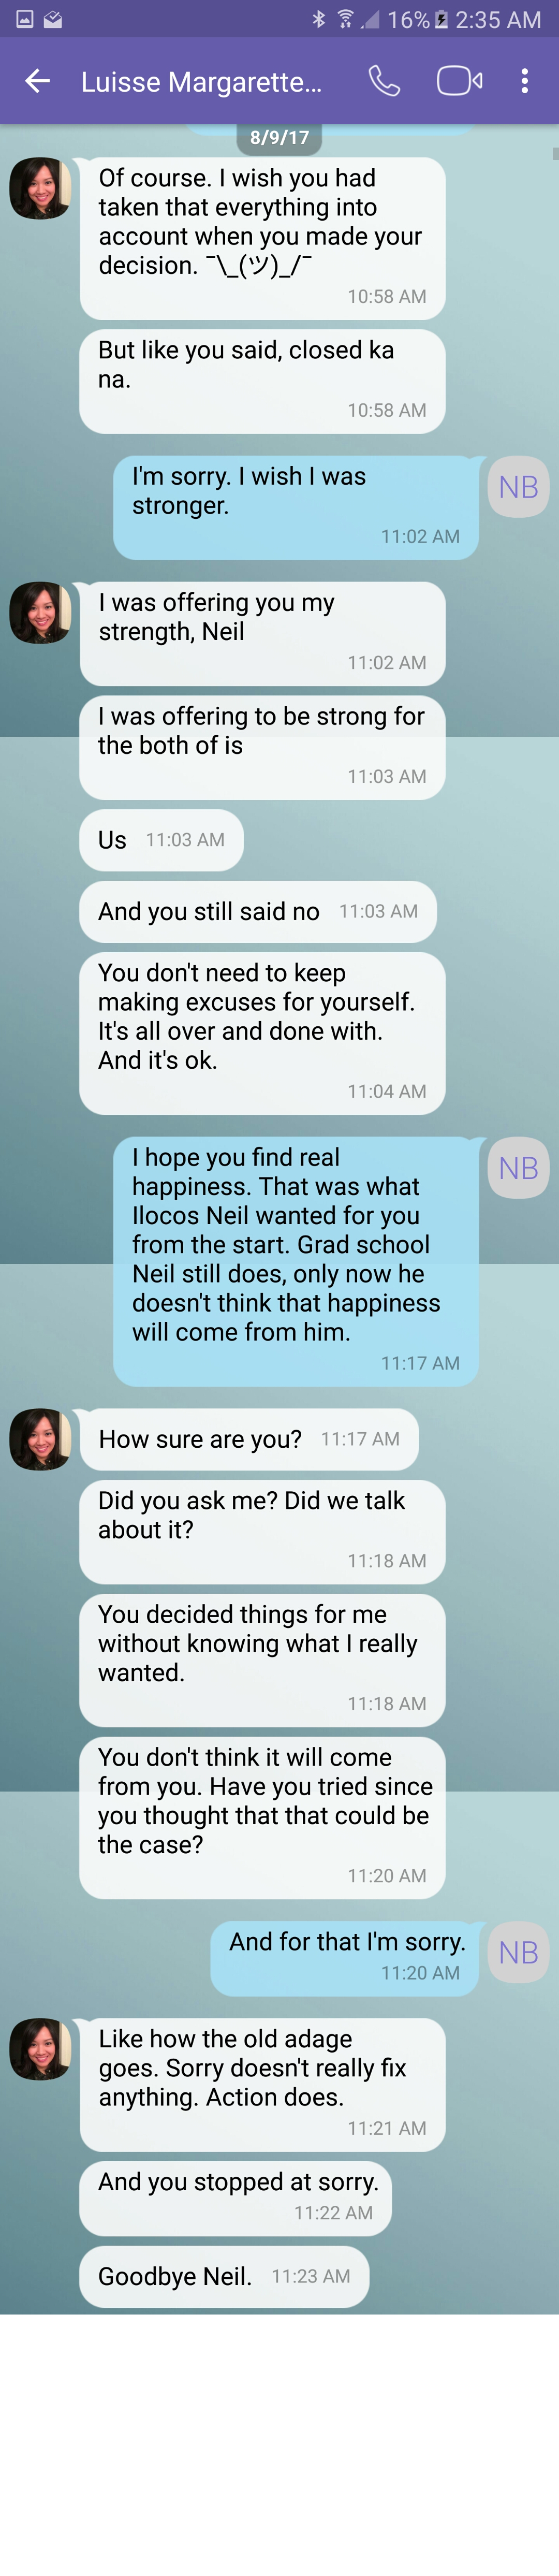 16% 2:35 AM
Luisse Margarette...
8/9/17
Of course. I wish you had
taken that everything into
account when you made your
decision. ¯\_(ツ)_/¯
10:58 AM
But like you said, closed ka
na.
10:58 AM
I'm sorry. I wish I was
stronger.
11:02 AM
NB
I was offering you my
strength, Neil
11:02 AM
I was offering to be strong for
the both of is
11:03 AM
Us 11:03 AM
And you still said no 11:03 AM
You don't need to keep
making excuses for yourself.
It's all over and done with.
And it's ok.
11:04 AM
I hope you find real
happiness. That was what
Ilocos Neil wanted for you
from the start. Grad school
Neil still does, only now he
doesn't think that happiness
will come from him.
11:17 AM
NB
How sure are you? 11:17 AM
Did you ask me? Did we talk
about it?
11:18 AM
You decided things for me
without knowing what I really
wanted.
11:18 AM
You don't think it will come
from you. Have you tried since
you thought that that could be
the case?
11:20 AM
And for that I'm sorry.
11:20 AM
NB
Like how the old adage
goes. Sorry doesn't really fix
anything. Action does.
11:21 AM
And you stopped at sorry.
11:22 AM
Goodbye Neil. 11:23 AM